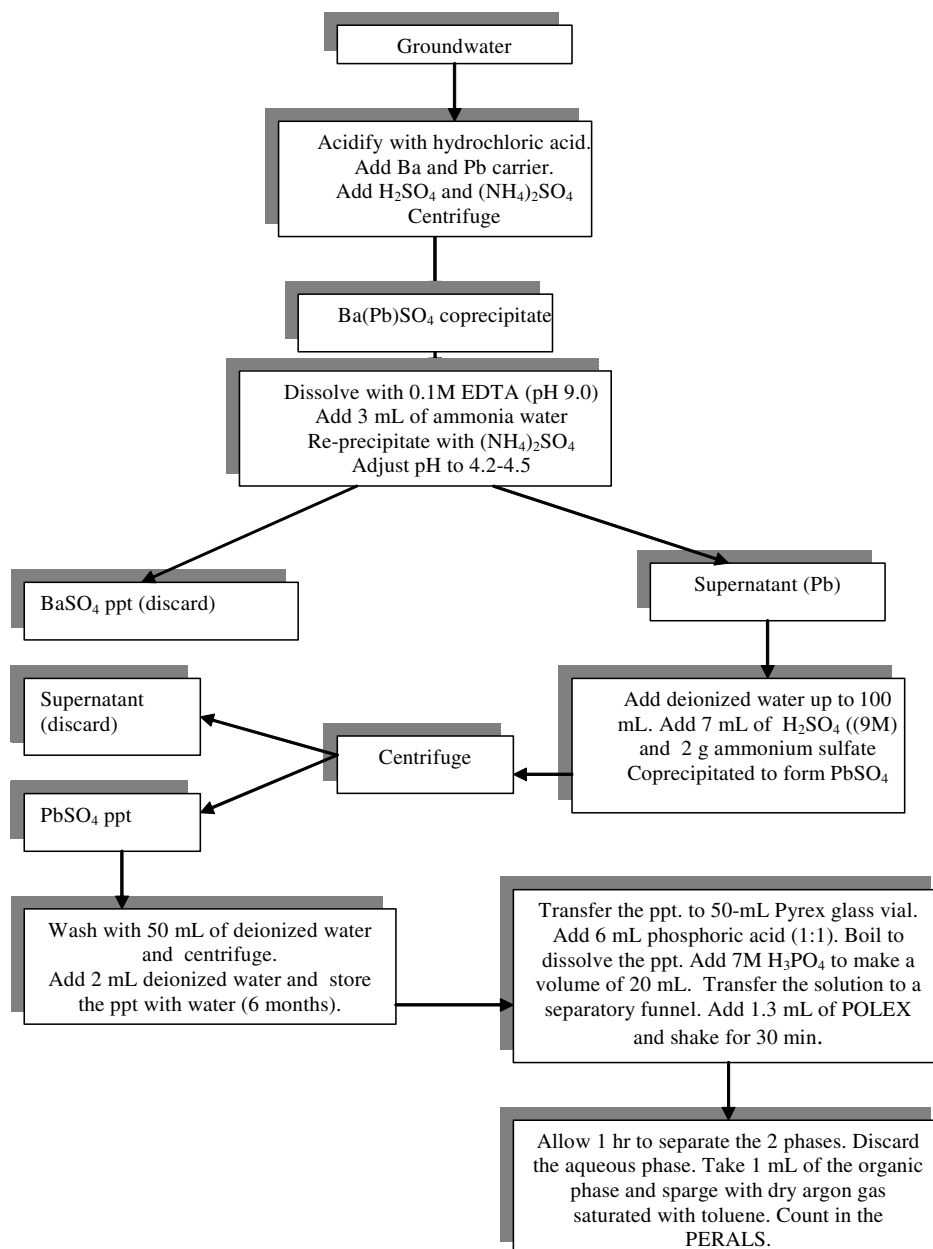 Groundwater
Acidify with hydrochloric acid.
Add Ba and Pb carrier.
Add H₂SO₄ and (NH₄)₂SO₄
Centrifuge
Ba(Pb)SO₄ coprecipitate
Dissolve with 0.1M EDTA (pH 9.0)
Add 3 mL of ammonia water
Re-precipitate with (NH₄)₂SO₄
Adjust pH to 4.2-4.5
BaSO₄ ppt (discard)
Supernatant (Pb)
Add deionized water up to 100
mL. Add 7 mL of H₂SO₄ ((9M)
and 2 g ammonium sulfate
Coprecipitated to form PbSO₄
Centrifuge
Supernatant
(discard)
PbSO₄ ppt
Wash with 50 mL of deionized water
and centrifuge.
Add 2 mL deionized water and store
the ppt with water (6 months).
Transfer the ppt. to 50-mL Pyrex glass vial.
Add 6 mL phosphoric acid (1:1). Boil to
dissolve the ppt. Add 7M H₃PO₄ to make a
volume of 20 mL. Transfer the solution to a
separatory funnel. Add 1.3 mL of POLEX
and shake for 30 min.
Allow 1 hr to separate the 2 phases. Discard
the aqueous phase. Take 1 mL of the organic
phase and sparge with dry argon gas
saturated with toluene. Count in the
PERALS.